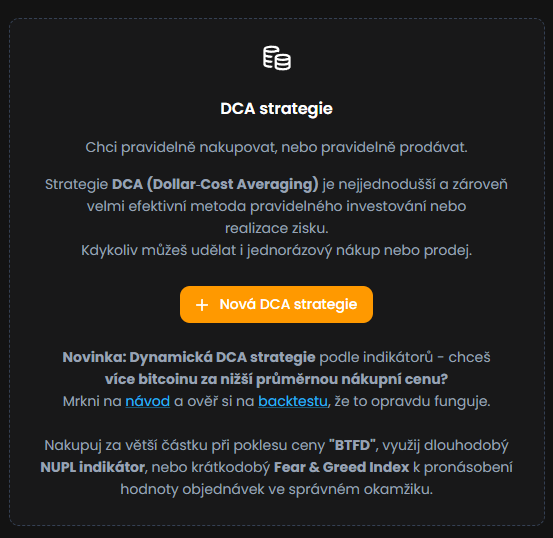 DCA strategie
Chci pravidelně nakupovat, nebo pravidelně prodávat.
Strategie DCA (Dollar-Cost Averaging) je nejjednodušší a zároveň
velmi efektivní metoda pravidelného investování nebo
realizace zisku.
Kdykoliv můžeš udělat i jednorázový nákup nebo prodej.
+ Nová DCA strategie
Novinka: Dynamická DCA strategie podle indikátorů - chceš
více bitcoinu za nižší průměrnou nákupní cenu?
Mrkni na návod a ověř si na backtestu, že to opravdu funguje.
Nakupuj za větší částku při poklesu ceny "BTFD", využij dlouhodobý
NUPL indikátor, nebo krátkodobý Fear & Greed Index k pronásobení
hodnoty objednávek ve správném okamžiku.